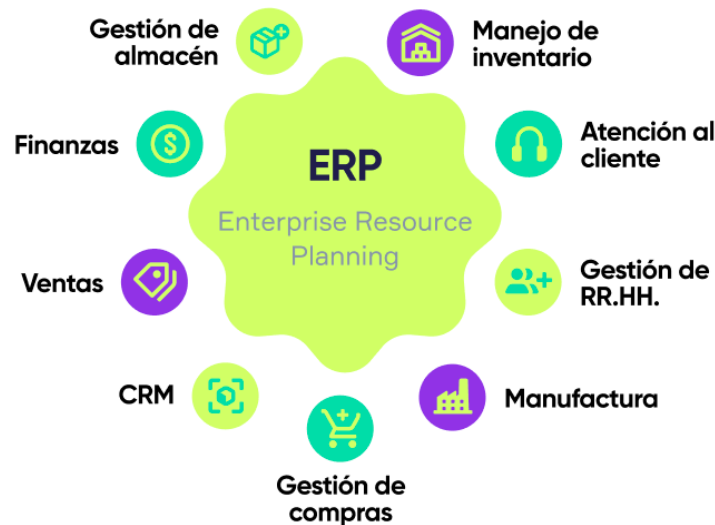 Gestión de
almacén
Manejo de
inventario
Finanzas
Atención al
cliente
ERP
Enterprise Resource
Planning
Ventas
Gestión de
RR.HH.
CRM
Manufactura
Gestión de
compras